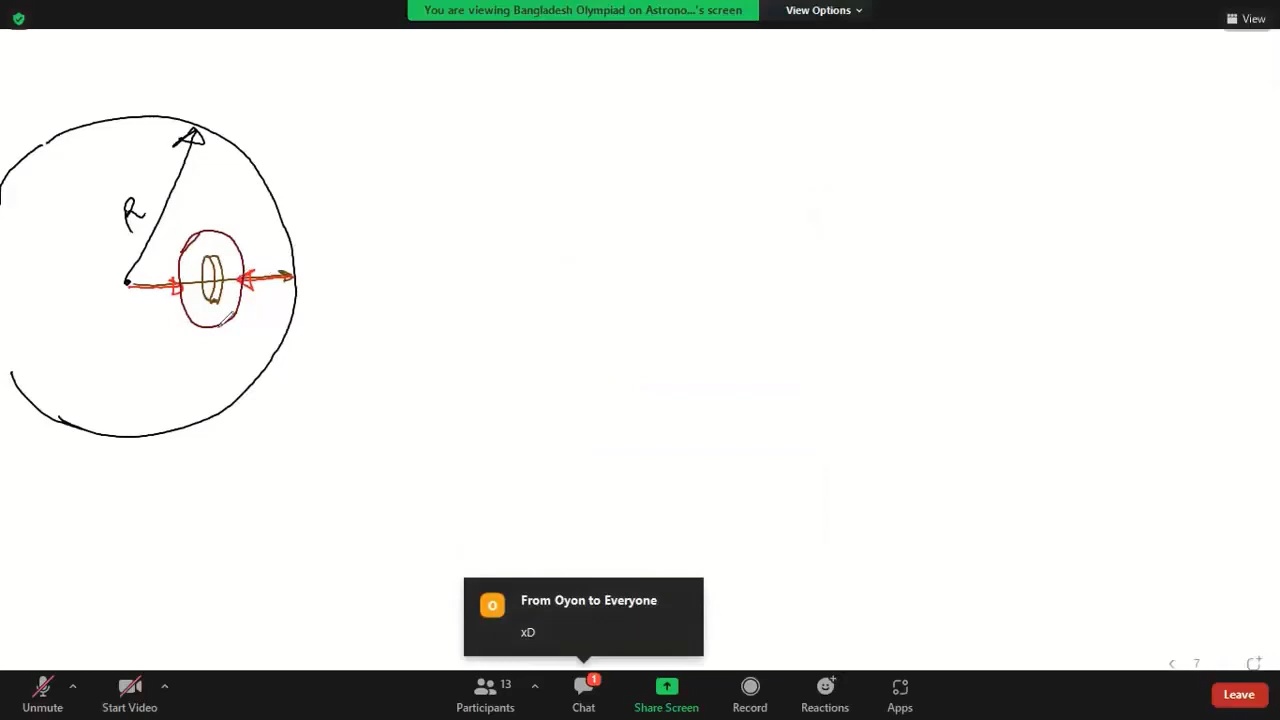 You are viewing Bangladesh Olympiad on Astrono...'s screen
View Options
View
R
From Oyon to Everyone
O
xD
7
13
1
Unmute
Start Video
Participants
Chat
Share Screen
Record
Reactions
Apps
Leave